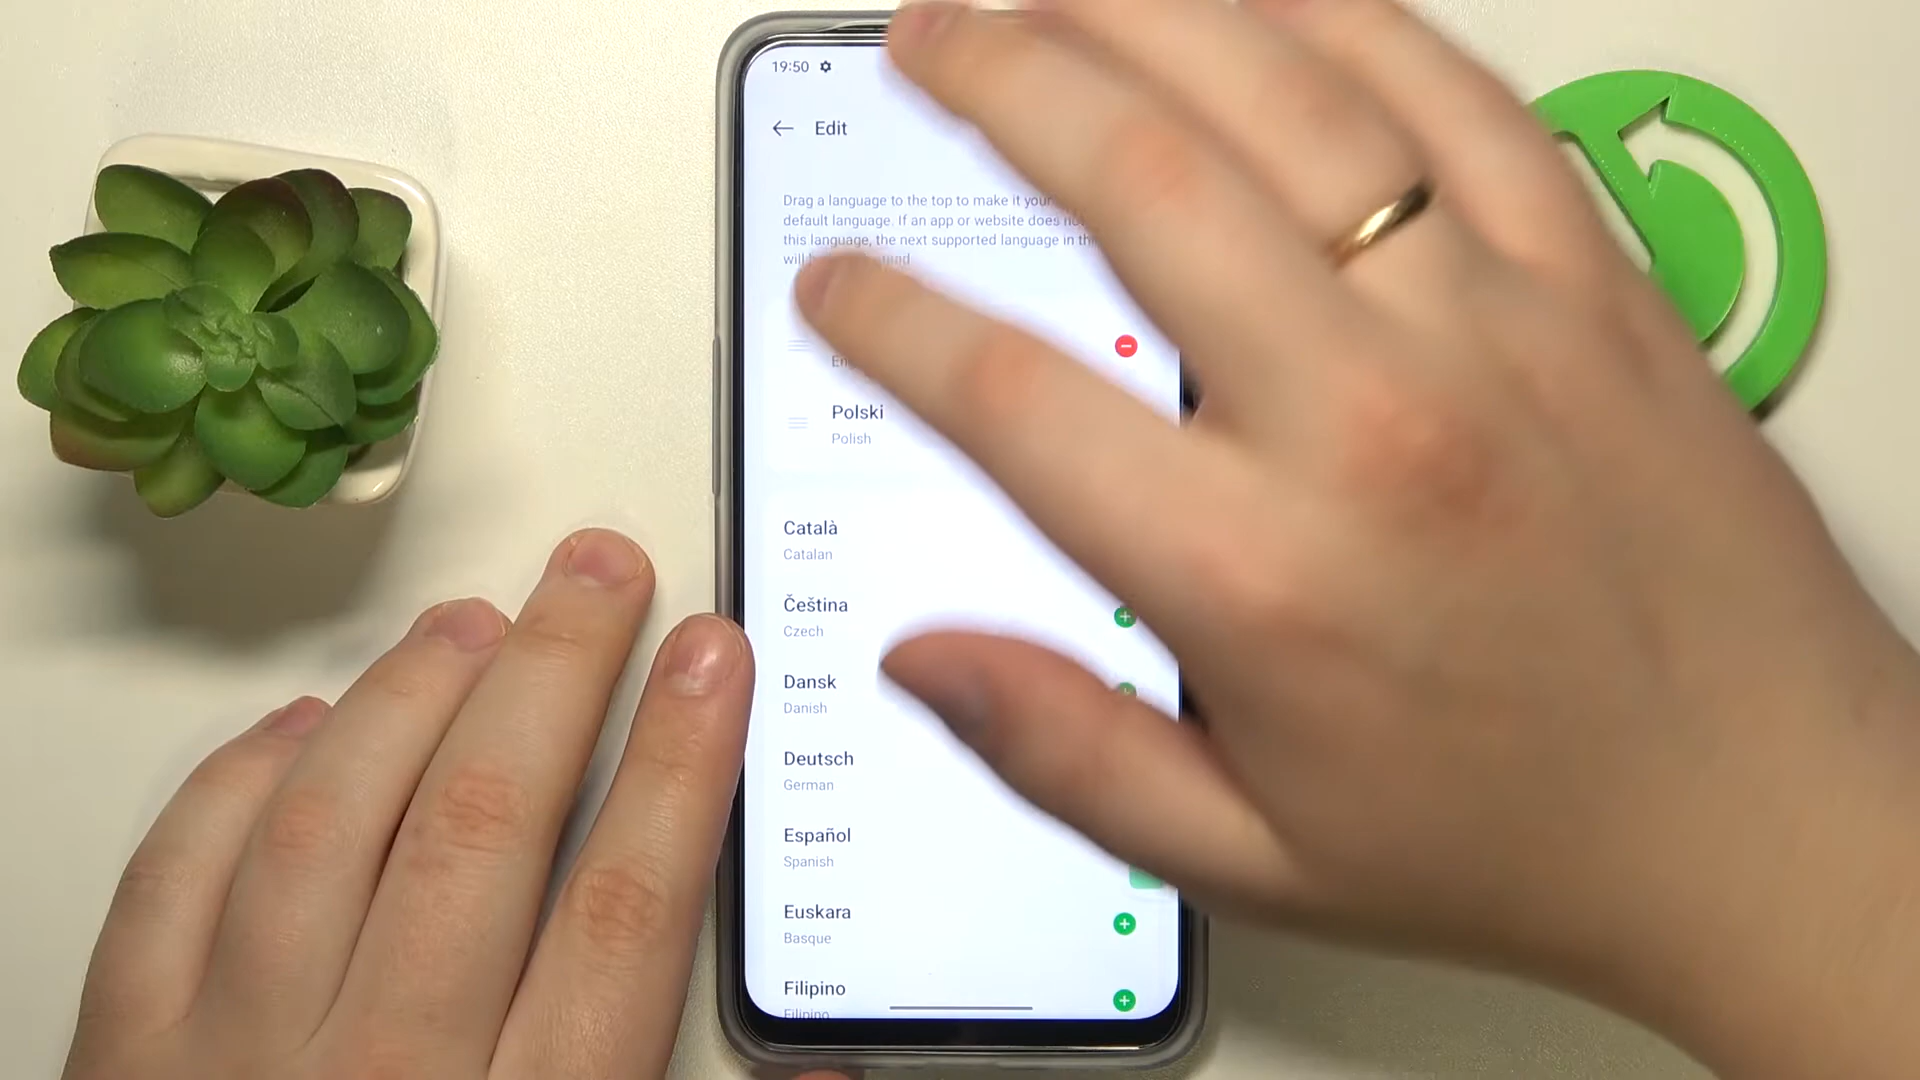 19:50
Edit
Drag a language to the top to make it your
default language. If an app or website does
this language, the next supported language in
will
Polski
Polish
Català
Catalan
Čeština
Czech
Dansk
Danish
Deutsch
German
Español
Spanish
Euskara
Basque
Filipino
Filipino